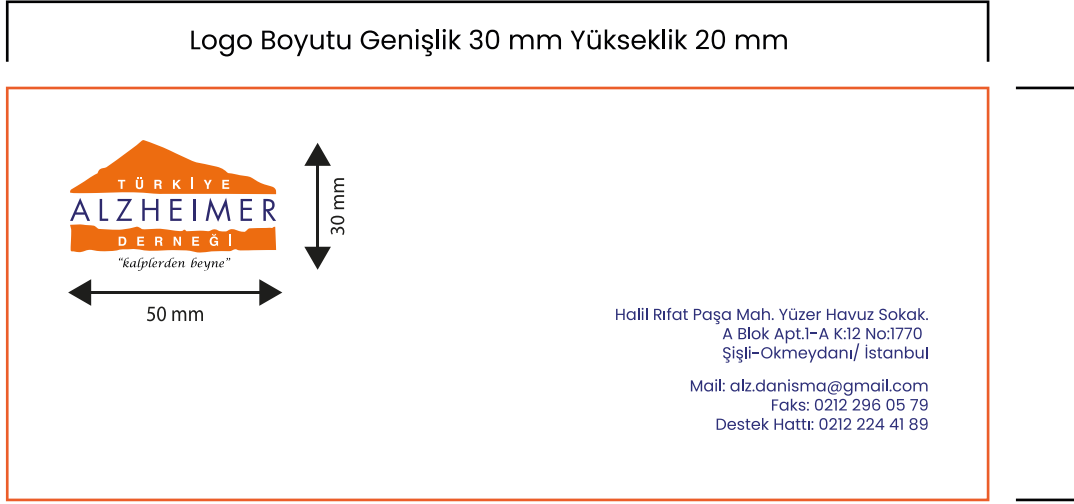 Logo Boyutu Genişlik 30 mm Yükseklik 20 mm
TÜRKİYE
ALZHEIMER
DERNEĞİ
"kalplerden beyne"
30 mm
50 mm
Halil Rıfat Paşa Mah. Yüzer Havuz Sokak.
A Blok Apt.1-A K:12 No:1770
Şişli-Okmeydanı/ İstanbul
Mail: alz.danisma@gmail.com
Faks: 0212 296 05 79
Destek Hattı: 0212 224 41 89